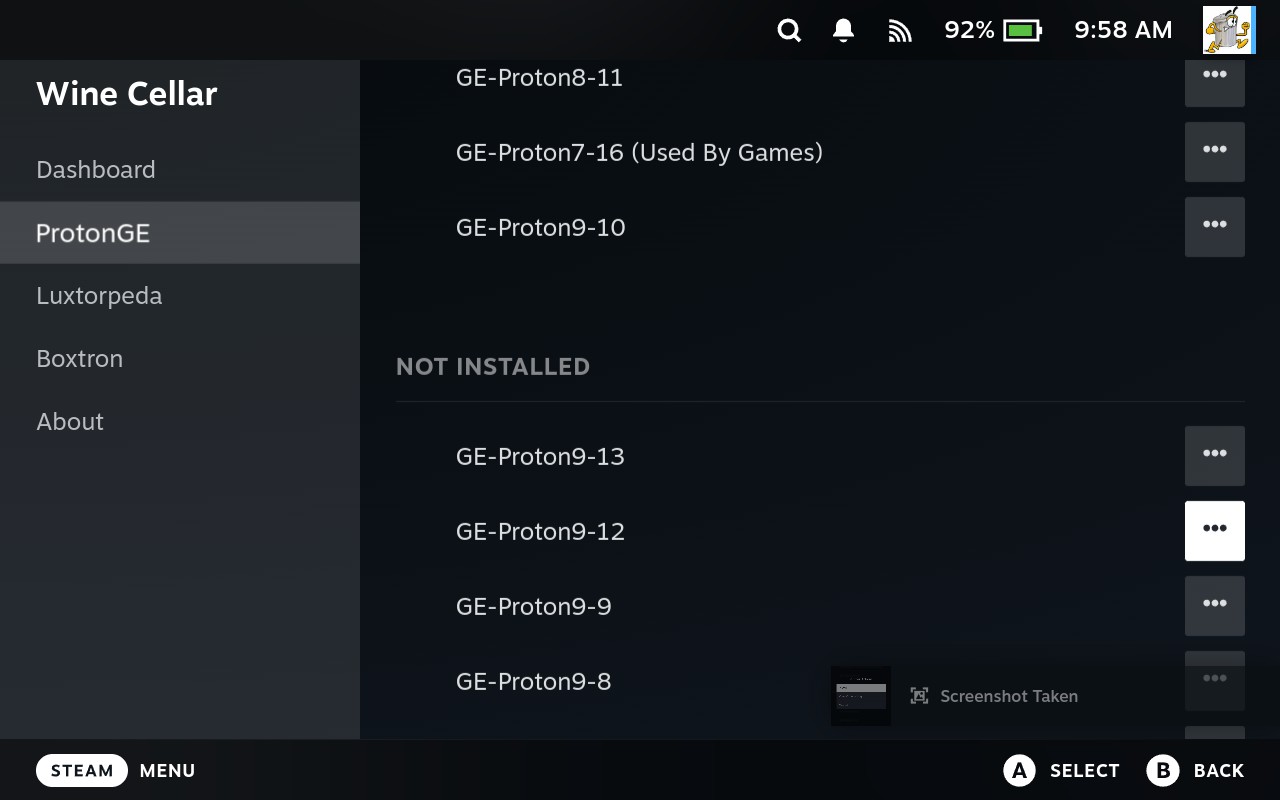 92%
9:58 AM
Wine Cellar
Dashboard
ProtonGE
Luxtorpeda
Boxtron
About
GE-Proton8-11
GE-Proton7-16 (Used By Games)
GE-Proton9-10
NOT INSTALLED
GE-Proton9-13
GE-Proton9-12
GE-Proton9-9
GE-Proton9-8
Screenshot Taken
STEAM MENU
A SELECT B BACK